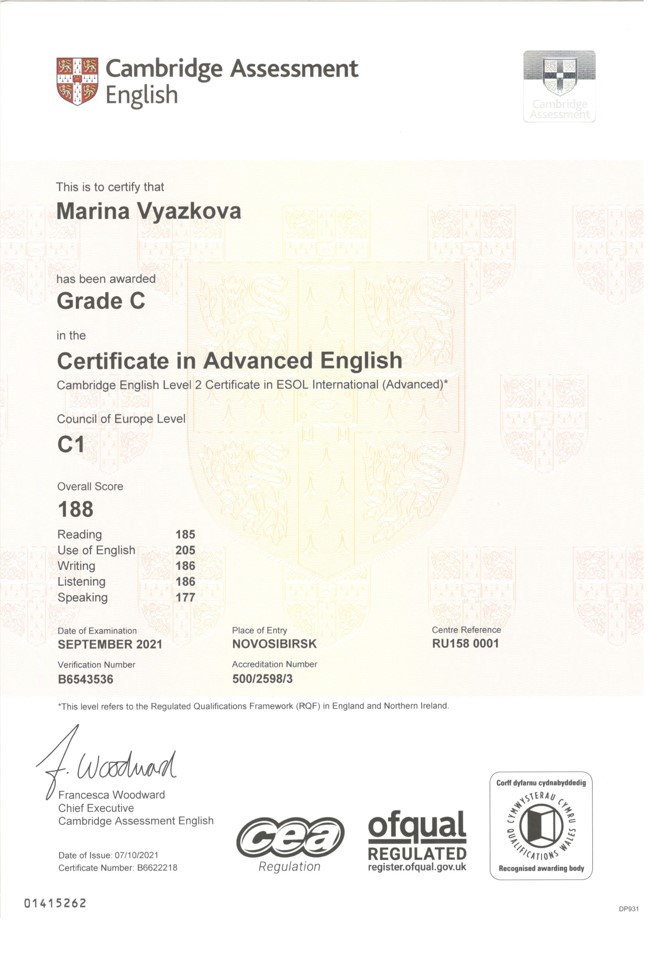 Cambridge Assessment
English
Cambridge
Assessment
This is to certify that
Marina Vyazkova
has been awarded
Grade C
in the
Certificate in Advanced English
Cambridge English Level 2 Certificate in ESOL International (Advanced)*
Council of Europe Level
C1
Overall Score
188
Reading 185
Use of English 205
Writing 186
Listening 186
Speaking 177
Date of Examination Place of Entry Centre Reference
SEPTEMBER 2021 NOVOSIBIRSK RU158 0001
Verification Number Accreditation Number
B6543536 500/2598/3
*This level refers to the Regulated Qualifications Framework (RQF) in England and Northern Ireland.
F. Woodward
Francesca Woodward
Chief Executive
Cambridge Assessment English
Date of Issue: 07/10/2021
Certificate Number: B6622218
cea
Regulation
ofqual
REGULATED
register.ofqual.gov.uk
Corff dyfarnu cydnabyddedig
CYMWYSTERAU CYMRU
QUALIFICATIONS WALES
Recognised awarding body
01415262
DP931